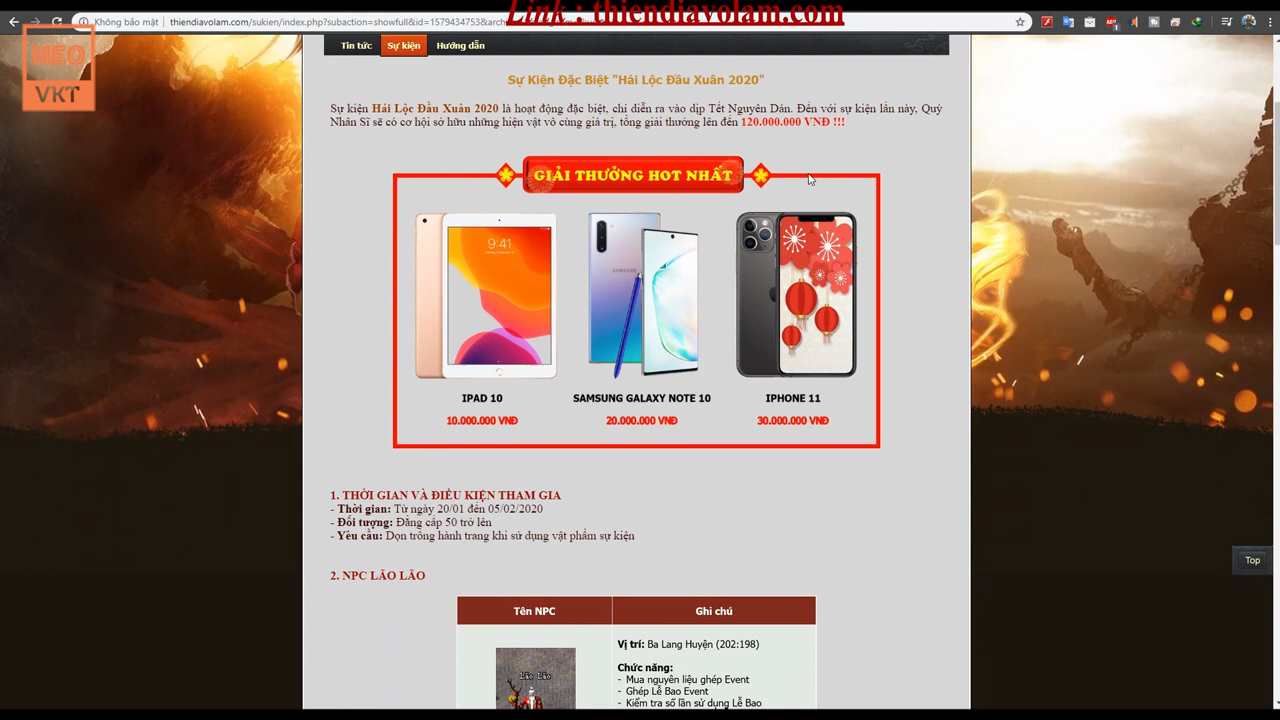 Link : thiendiavolam.com
Không bảo mật | thiendiavolam.com/sukien/index.php?subaction=showfull&id=1579434753&arch
NEO
VKT
Tin tức Sự kiện Hướng dẫn
Sự Kiện Đặc Biệt "Hái Lộc Đầu Xuân 2020"
Sự kiện Hái Lộc Đầu Xuân 2020 là hoạt động đặc biệt, chỉ diễn ra vào dịp Tết Nguyên Dán. Đến với sự kiện lần này, Quý
Nhân Sĩ sẽ có cơ hội sở hữu những hiện vật vô cùng giá trị, tổng giải thưởng lên đến 120.000.000 VNĐ !!!
GIẢI THƯỞNG HOT NHẤT
9:41
SAMSUNG
IPAD 10 SAMSUNG GALAXY NOTE 10 IPHONE 11
10.000.000 VNĐ 20.000.000 VNĐ 30.000.000 VNĐ
1. THỜI GIAN VÀ ĐIỀU KIỆN THAM GIA
- Thời gian: Từ ngày 20/01 đến 05/02/2020
- Đối tượng: Đẳng cấp 50 trở lên
- Yêu cầu: Dọn trống hành trang khi sử dụng vật phẩm sự kiện
Top
2. NPC LÃO LÃO
Tên NPC Ghi chú
Vị trí: Ba Lang Huyện (202:198)
Lão Lão
Chức năng:
- Mua nguyên liệu ghép Event
- Ghép Lễ Bao Event
- Kiểm tra số lần sử dụng Lễ Bao